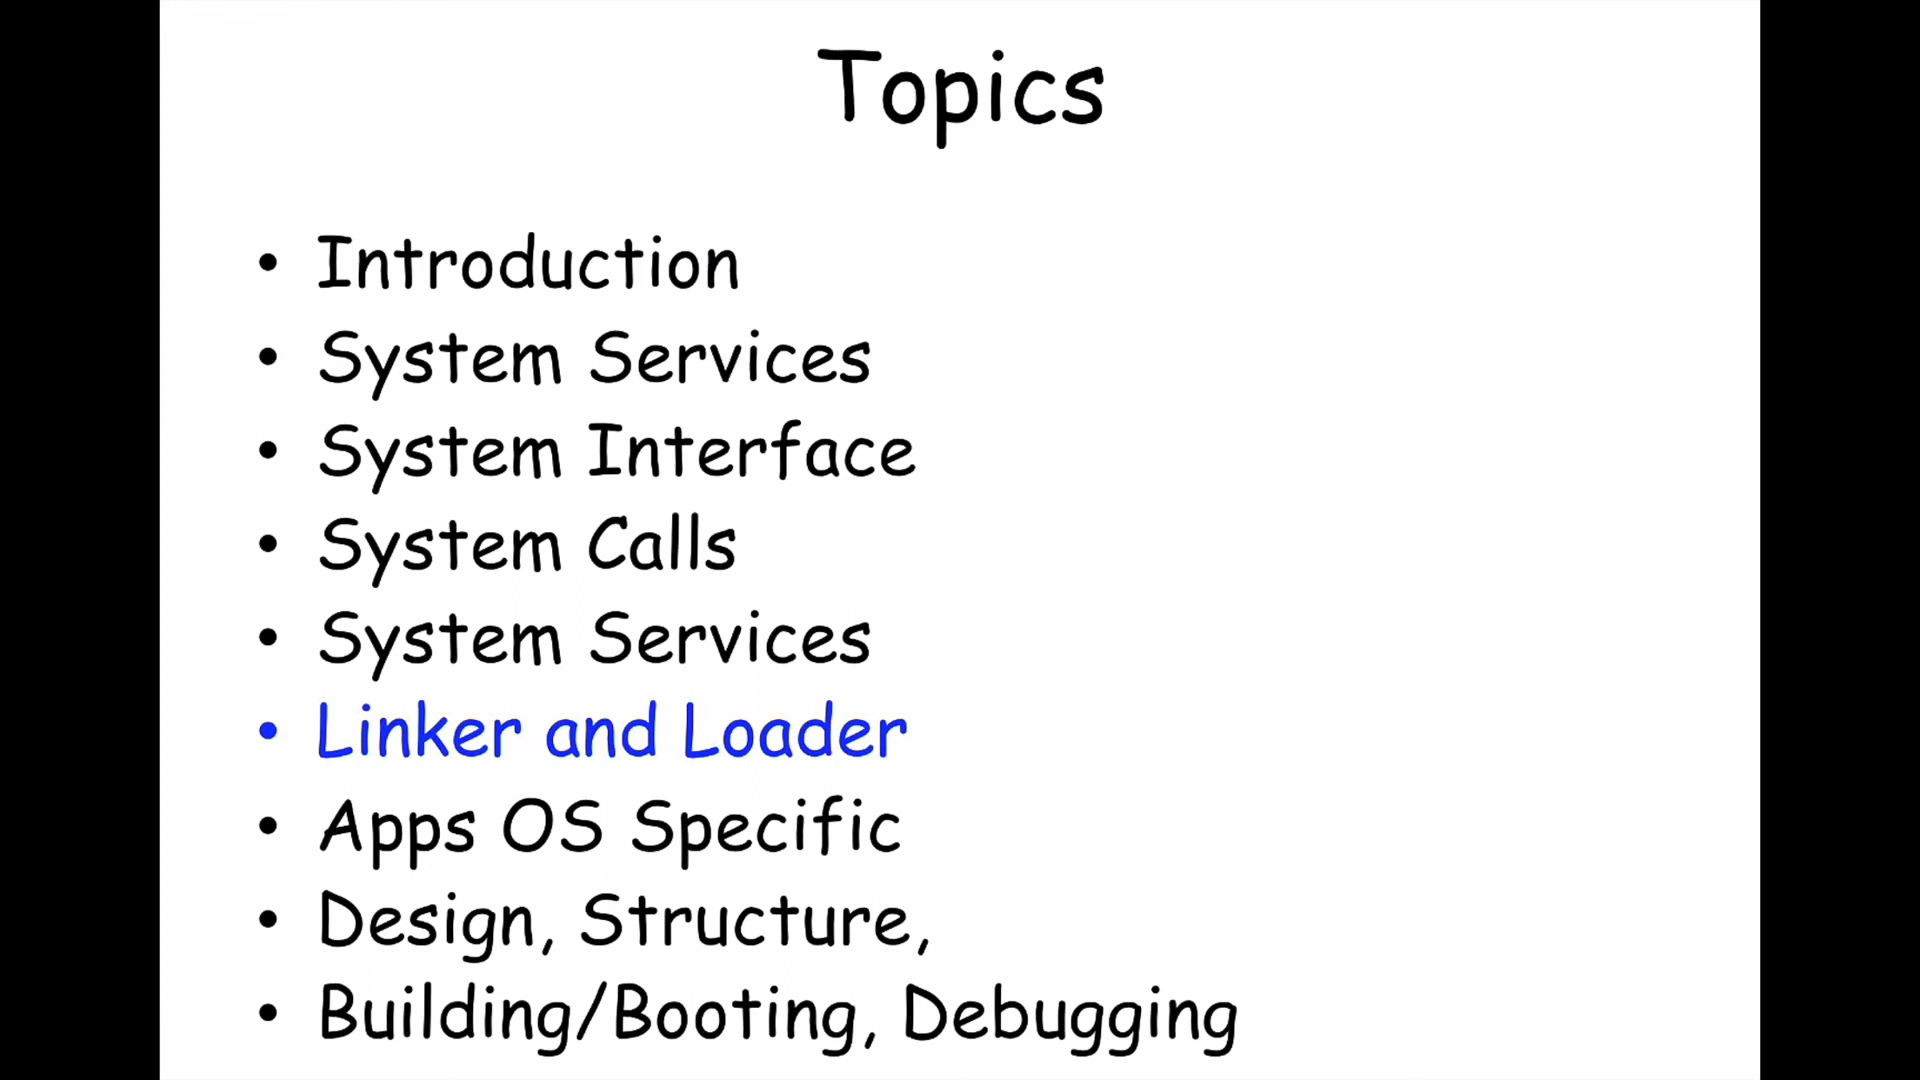 Topics
• Introduction
• System Services
• System Interface
• System Calls
• System Services
• Linker and Loader
• Apps OS Specific
• Design, Structure,
• Building/Booting, Debugging